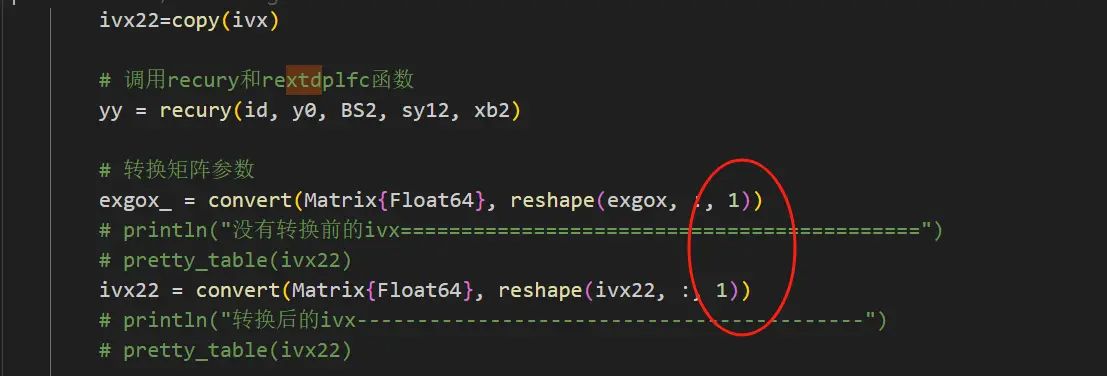 ivx22=copy(ivx)
# 调用recury和rextdplfc函数
yy = recury(id, y0, BS2, sy12, xb2)
# 转换矩阵参数
exgox_ = convert(Matrix{Float64}, reshape(exgox, :, 1))
# println("没有转换前的ivx===========================================")
# pretty_table(ivx22)
ivx22 = convert(Matrix{Float64}, reshape(ivx22, :, 1))
# println("转换后的ivx------------------------------------------")
# pretty_table(ivx22)